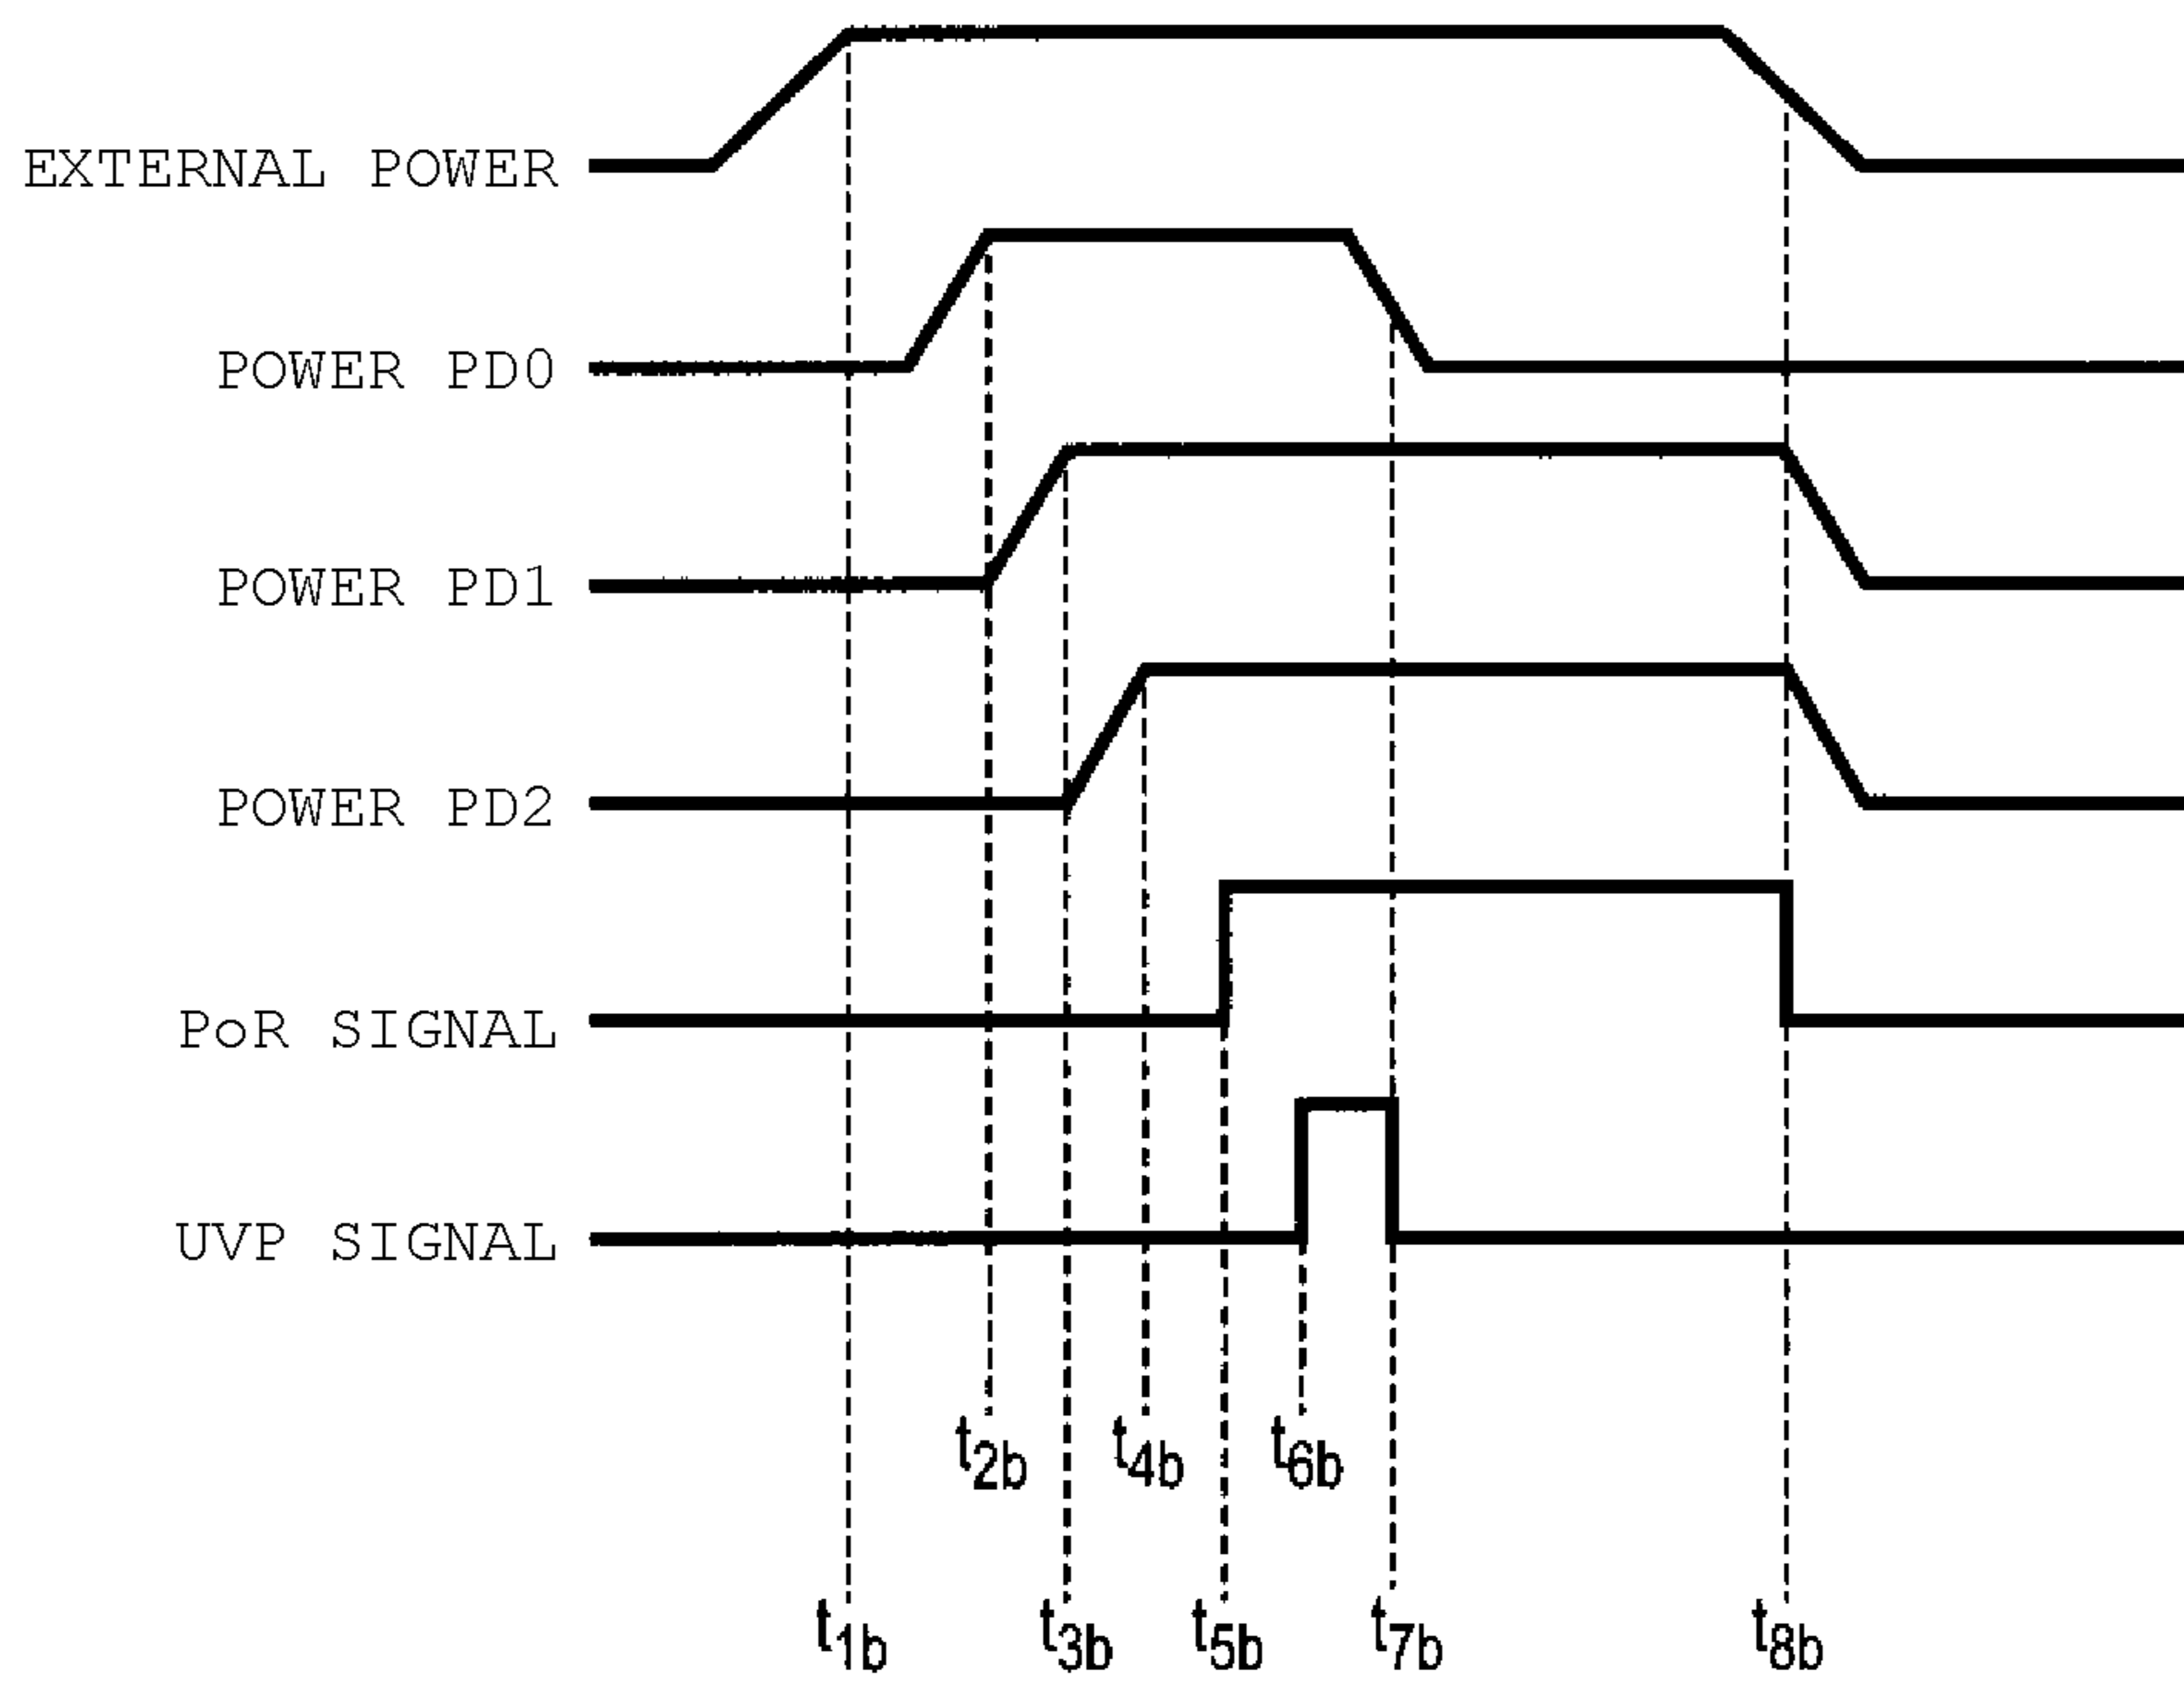 EXTERNAL POWER
POWER PD0
POWER PD1
POWER PD2
PoR SIGNAL
UVP SIGNAL
t2b t4b t6b
t1b t3b t5b t7b t8b